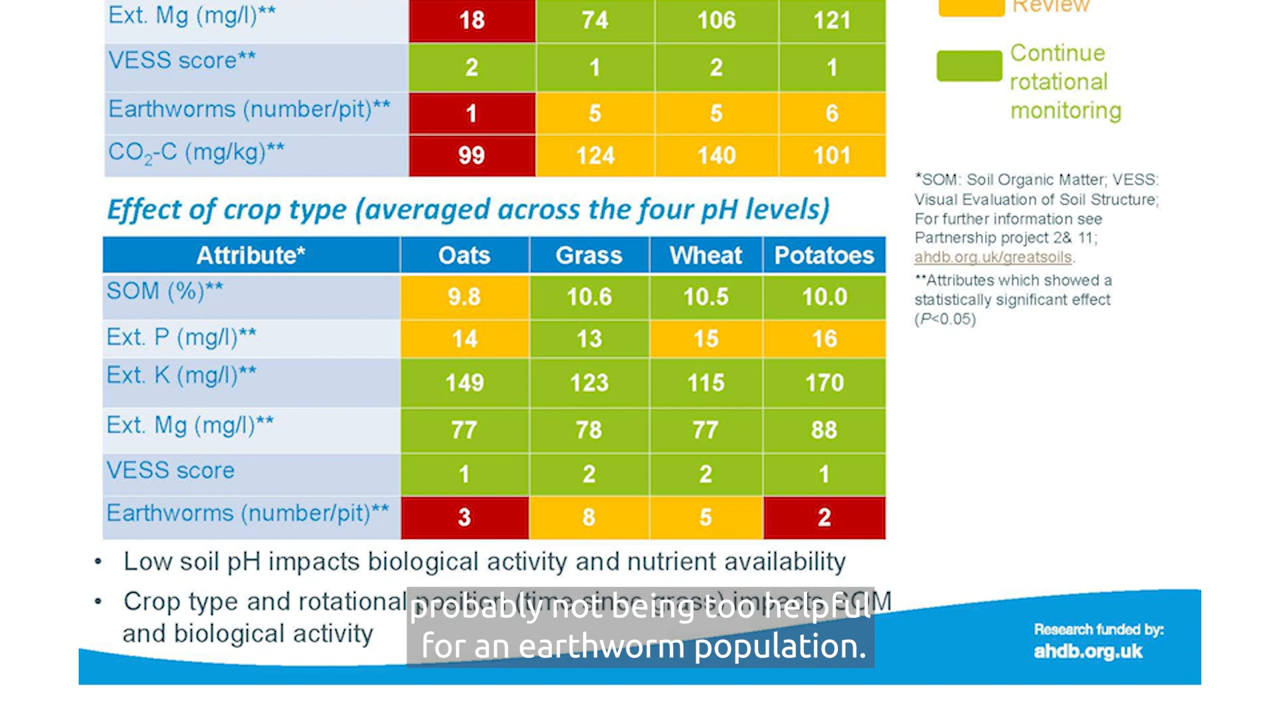 Ext. Mg (mg/l)** 18 74 106 121
VESS score** 2 1 2 1
Earthworms (number/pit)** 1 5 5 6
CO₂-C (mg/kg)** 99 124 140 101
Review
Continue
rotational
monitoring
*SOM: Soil Organic Matter; VESS:
Visual Evaluation of Soil Structure;
For further information see
Partnership project 2& 11;
ahdb.org.uk/greatsoils.
**Attributes which showed a
statistically significant effect
(P<0.05)
Effect of crop type (averaged across the four pH levels)
Attribute* Oats Grass Wheat Potatoes
SOM (%)** 9.8 10.6 10.5 10.0
Ext. P (mg/l)** 14 13 15 16
Ext. K (mg/l)** 149 123 115 170
Ext. Mg (mg/l)** 77 78 77 88
VESS score 1 2 2 1
Earthworms (number/pit)** 3 8 5 2
• Low soil pH impacts biological activity and nutrient availability
• Crop type and rotational position (time since grass) impacts SOM
and biological activity
probably not being too helpful
for an earthworm population.
Research funded by:
ahdb.org.uk